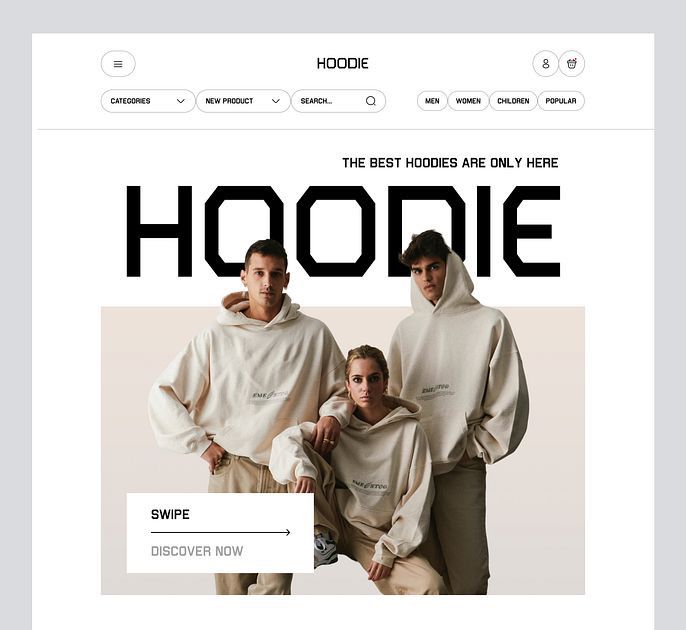 HOODIE
CATEGORIES
NEW PRODUCT
SEARCH...
MEN
WOMEN
CHILDREN
POPULAR
THE BEST HOODIES ARE ONLY HERE
HOODIE
SWIPE
DISCOVER NOW